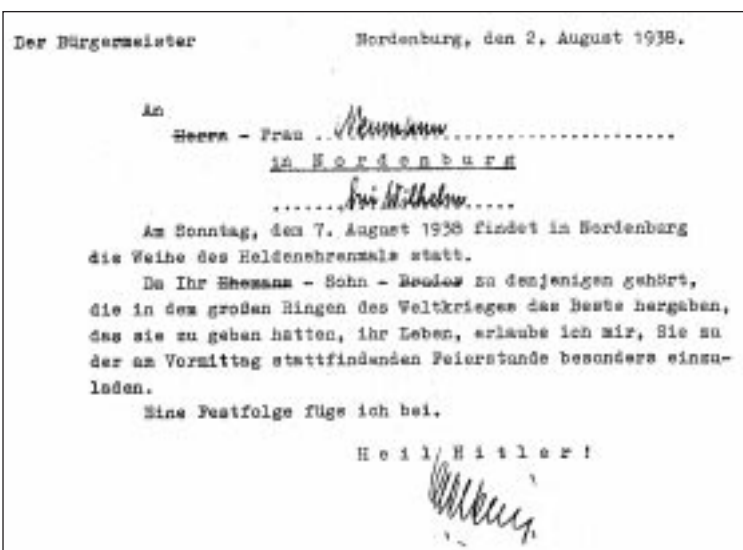 Der Bürgermeister
Nordenburg, den 2. August 1938.
An
Herrn - Frau .. Neumann
in Nordenburg
bei Wilhelm
Am Sonntag, den 7. August 1938 findet in Nordenburg
die Weihe des Heldenehrenmals statt.
Da Ihr Ehemann - Sohn - Bruder zu denjenigen gehört,
die in dem großen Ringen des Weltkrieges das Beste hergaben,
das sie zu geben hatten, ihr Leben, erlaube ich mir, Sie zu
der am Vormittag stattfindenden Feierstunde besonders einzu-
laden.
Eine Festfolge füge ich bei.
Heil Hitler!